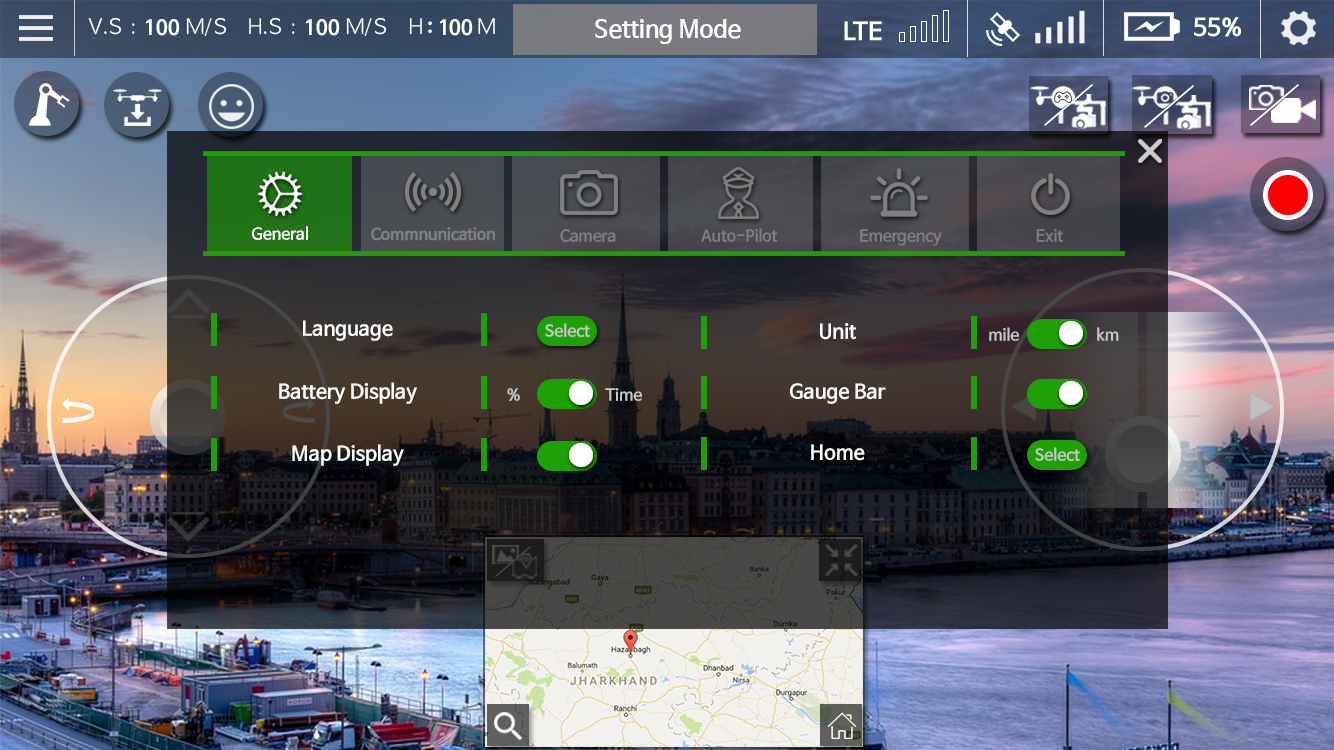 V.S : 100 M/S H.S : 100 M/S H : 100 M Setting Mode LTE 55%
General Commnunication Camera Auto-Pilot Emergency Exit
Language Select Unit mile km
Battery Display % Time Gauge Bar
Map Display Home Select
Banka
Gaya
Aurangabad
AH42
Pakur
AH1
Dumka
Hazaribagh
Balumath
Dhanbad
JHARKHAND
Nirsa
Durgapur
Ranchi